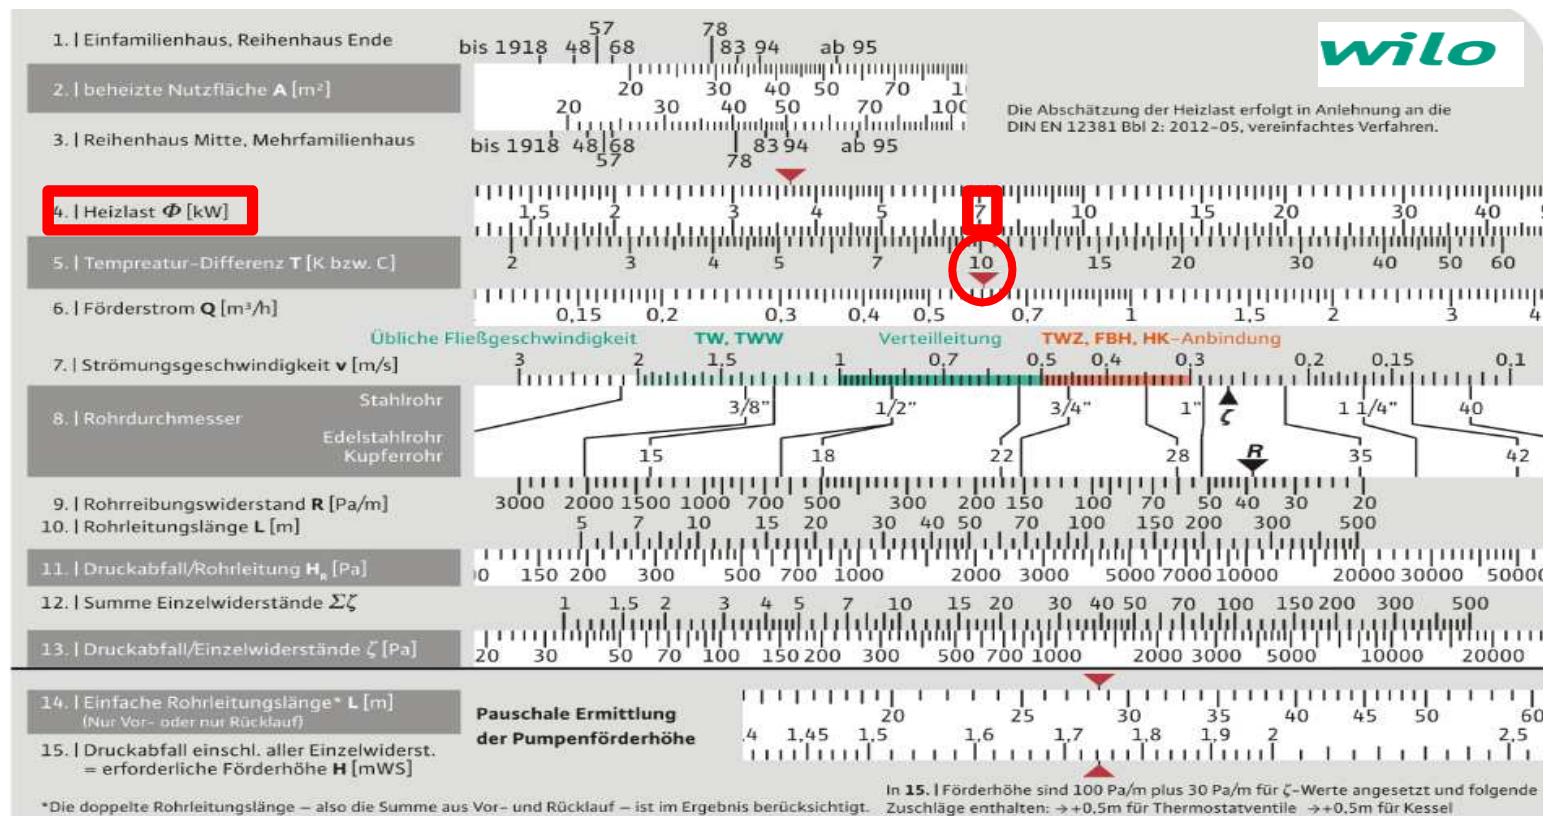 wilo
57 78
1. | Einfamilienhaus, Reihenhaus Ende bis 1918 48 68 83 94 ab 95
2. | beheizte Nutzfläche A [m²] 20 30 40 50 70
20 30 40 50 70 100
Die Abschätzung der Heizlast erfolgt in Anlehnung an die
DIN EN 12381 Bbl 2: 2012-05, vereinfachtes Verfahren.
3. | Reihenhaus Mitte, Mehrfamilienhaus bis 1918 48 68 83 94 ab 95
57 78
4. | Heizlast Φ [kW] 1,5 2 3 4 5 7 10 15 20 30 40
5. | Tempreatur-Differenz T [K bzw. C] 2 3 4 5 7 10 15 20 30 40 50 60
6. | Förderstrom Q [m³/h] 0,15 0,2 0,3 0,4 0,5 0,7 1 1,5 2 3 4
Übliche Fließgeschwindigkeit TW, TWW Verteilleitung TWZ, FBH, HK-Anbindung
7. | Strömungsgeschwindigkeit v [m/s] 3 2 1,5 1 0,7 0,5 0,4 0,3 0,2 0,15 0,1
8. | Rohrdurchmesser
Stahlrohr 3/8" 1/2" 3/4" 1" ζ 1 1/4" 40
Edelstahlrohr
Kupferrohr 15 18 22 28 R 35 42
9. | Rohrreibungswiderstand R [Pa/m] 3000 2000 1500 1000 700 500 300 200 150 100 70 50 40 30 20
10. | Rohrleitungslänge L [m] 5 7 10 15 20 30 40 50 70 100 150 200 300 500
11. | Druckabfall/Rohrleitung H_R [Pa] 150 200 300 500 700 1000 2000 3000 5000 7000 10000 20000 30000 50000
12. | Summe Einzelwiderstände Σζ 1 1,5 2 3 4 5 7 10 15 20 30 40 50 70 100 150 200 300 500
13. | Druckabfall/Einzelwiderstände ζ [Pa] 20 30 50 70 100 150 200 300 500 700 1000 2000 3000 5000 10000 20000
14. | Einfache Rohrleitungslänge* L [m] 20 25 30 35 40 45 50 60
(Nur Vor- oder nur Rücklauf)
Pauschale Ermittlung
der Pumpenförderhöhe
15. | Druckabfall einschl. aller Einzelwiderst. ,4 1,45 1,5 1,6 1,7 1,8 1,9 2 2,5
= erforderliche Förderhöhe H [mWS]
*Die doppelte Rohrleitungslänge – also die Summe aus Vor- und Rücklauf – ist im Ergebnis berücksichtigt.
In 15. | Förderhöhe sind 100 Pa/m plus 30 Pa/m für ζ-Werte angesetzt und folgende
Zuschläge enthalten: →+0,5m für Thermostatventile →+0,5m für Kessel